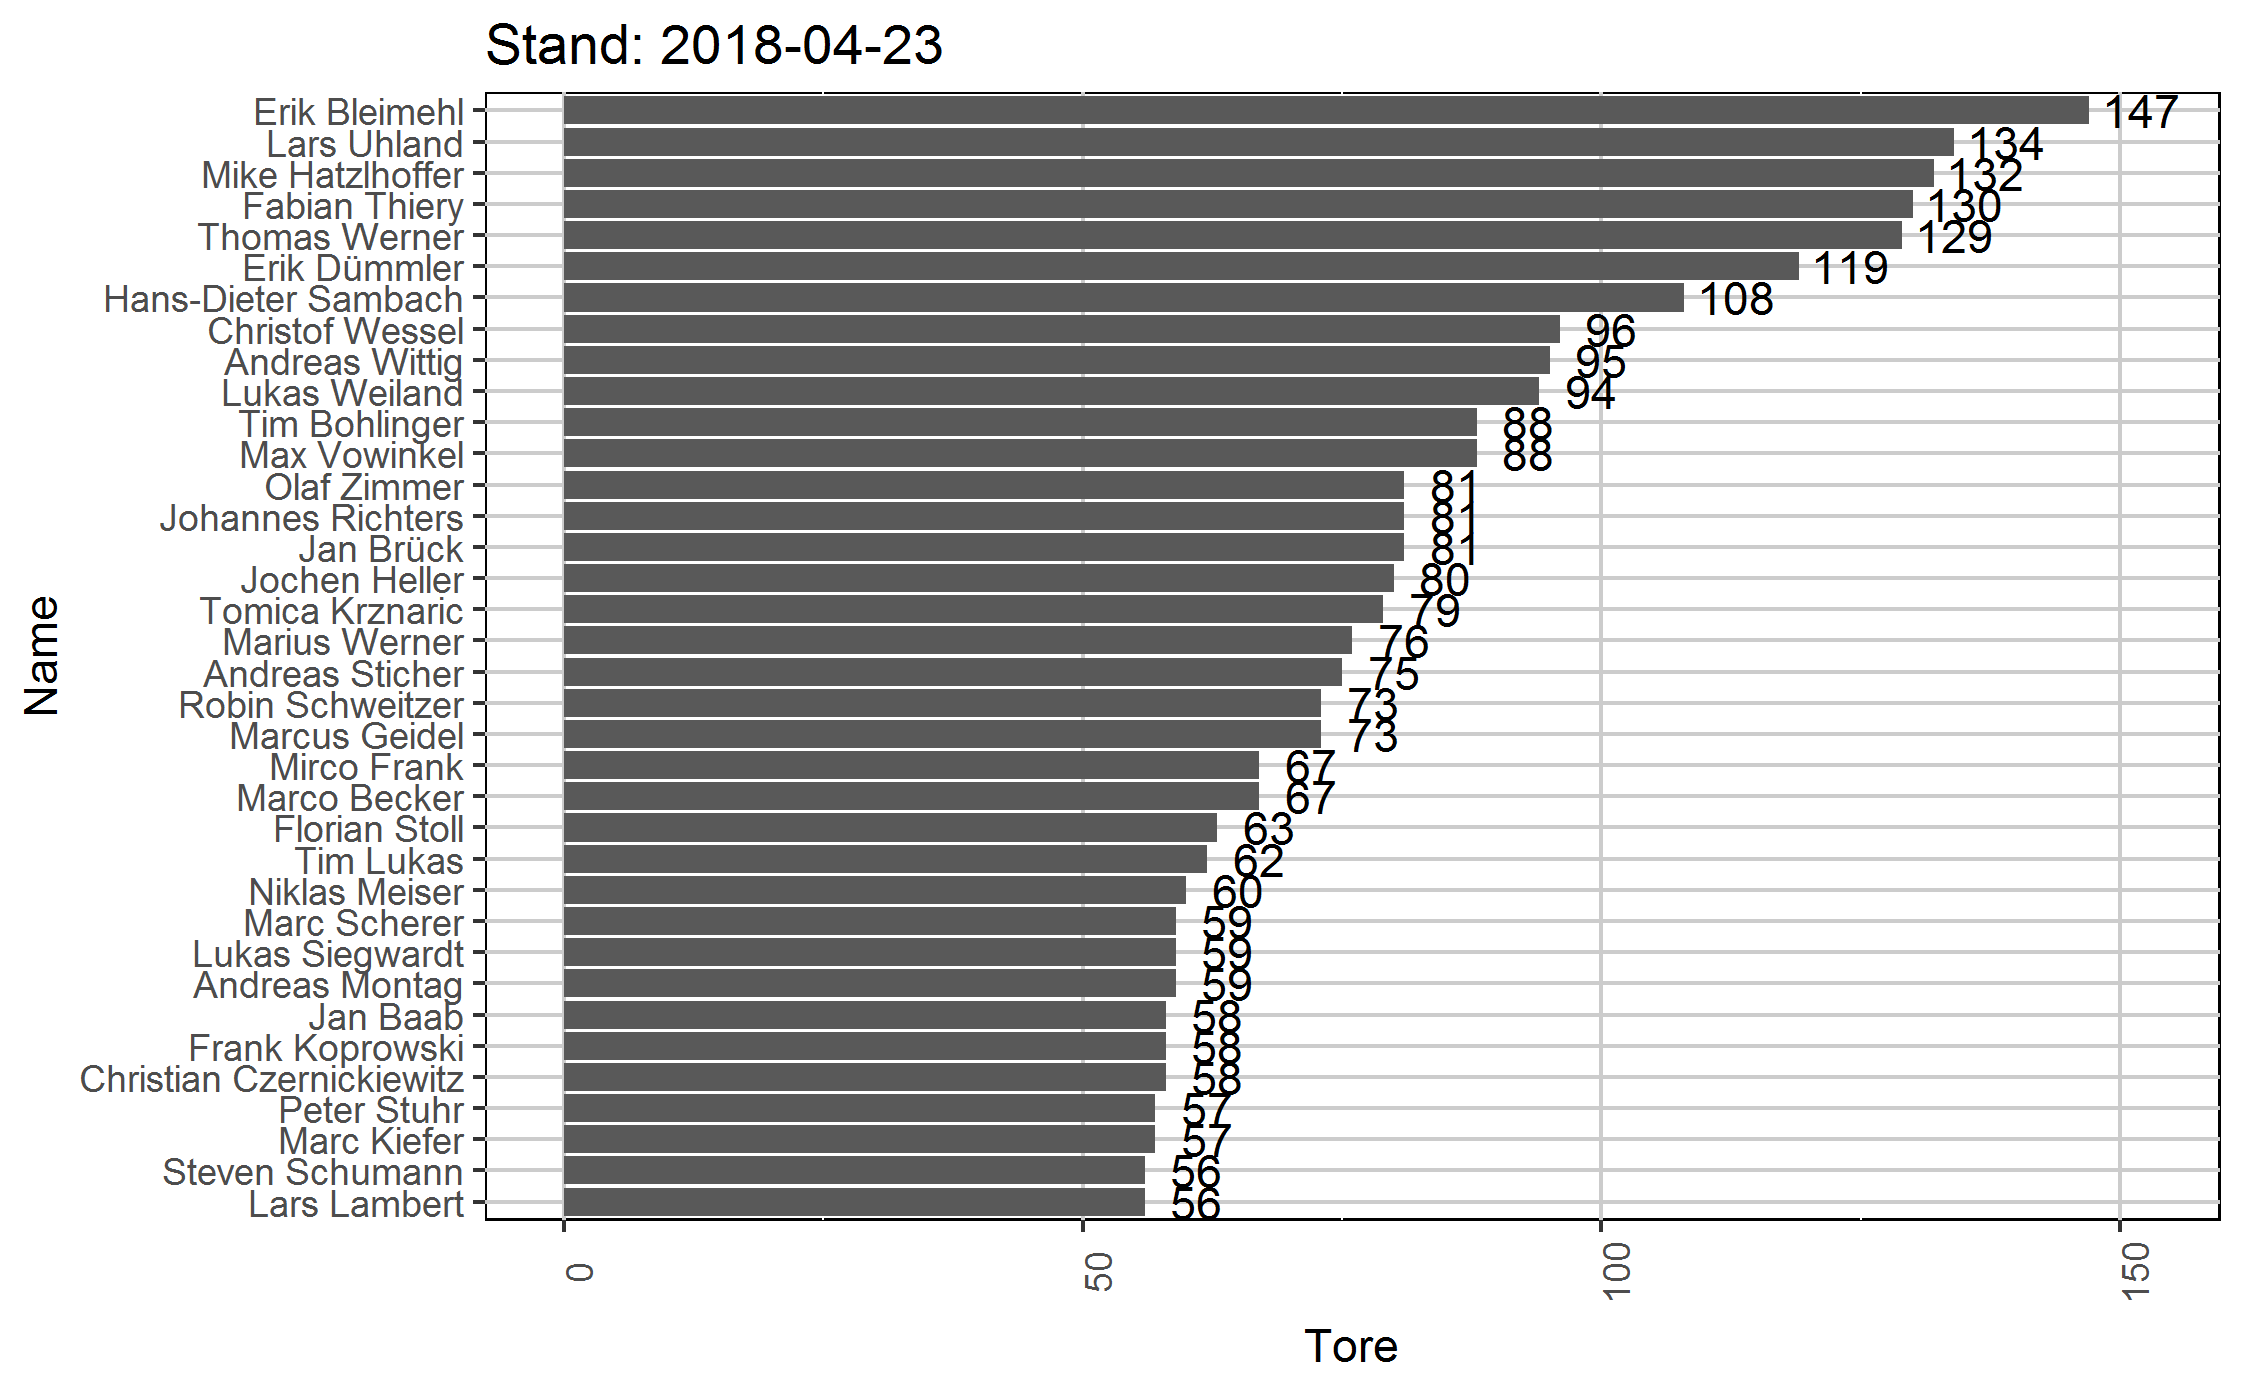 Stand: 2018-04-23
Name
Erik Bleimehl 147
Lars Uhland 134
Mike Hatzlhoffer 132
Fabian Thiery 130
Thomas Werner 129
Erik Dümmler 119
Hans-Dieter Sambach 108
Christof Wessel 96
Andreas Wittig 95
Lukas Weiland 94
Tim Bohlinger 88
Max Vowinkel 88
Olaf Zimmer 81
Johannes Richters 81
Jan Brück 81
Jochen Heller 80
Tomica Krznaric 79
Marius Werner 76
Andreas Sticher 75
Robin Schweitzer 73
Marcus Geidel 73
Mirco Frank 67
Marco Becker 67
Florian Stoll 63
Tim Lukas 62
Niklas Meiser 60
Marc Scherer 59
Lukas Siegwardt 59
Andreas Montag 59
Jan Baab 58
Frank Koprowski 58
Christian Czernickiewitz 58
Peter Stuhr 57
Marc Kiefer 57
Steven Schumann 56
Lars Lambert 56
0 50 100 150
Tore